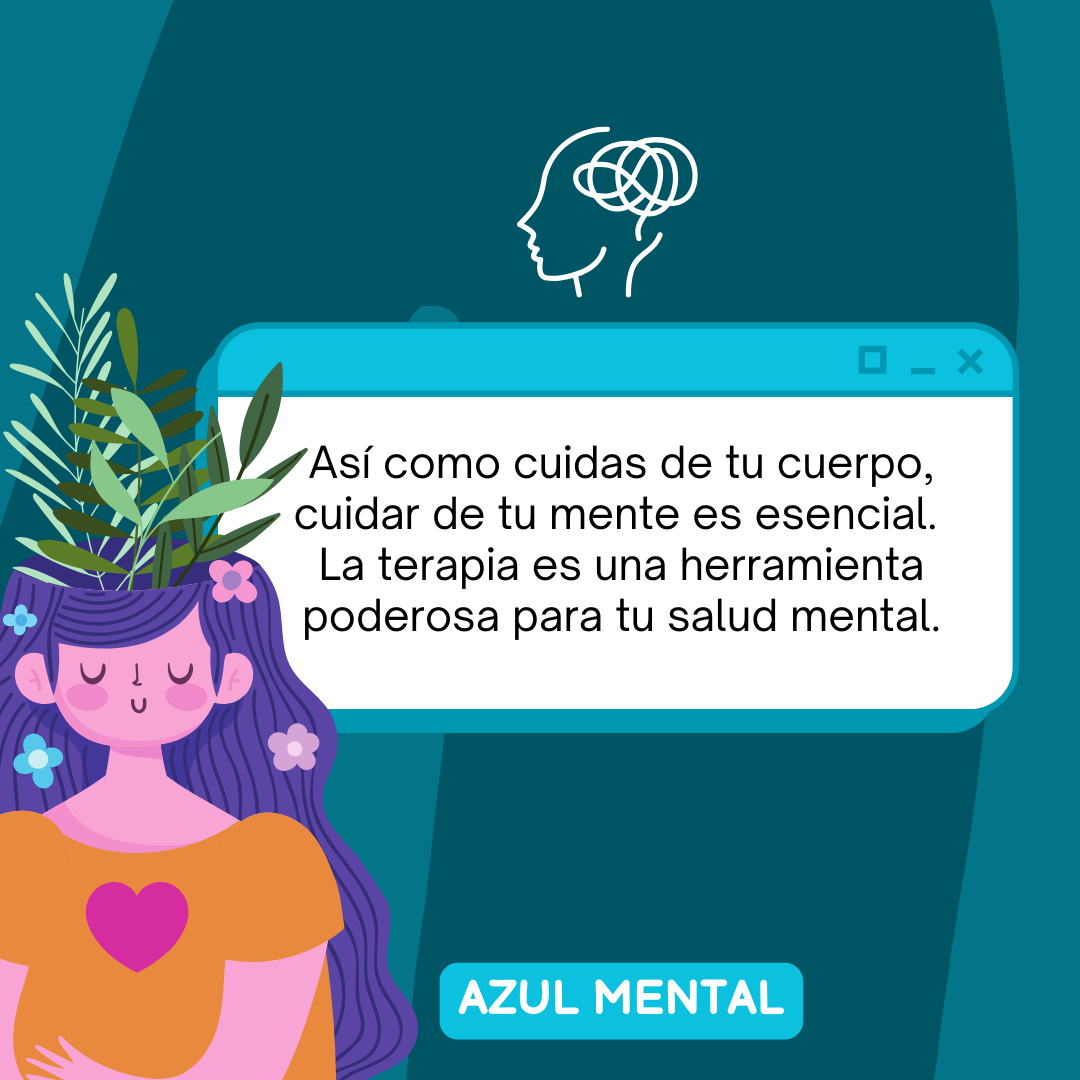 Así como cuidas de tu cuerpo,
cuidar de tu mente es esencial.
La terapia es una herramienta
poderosa para tu salud mental.
AZUL MENTAL